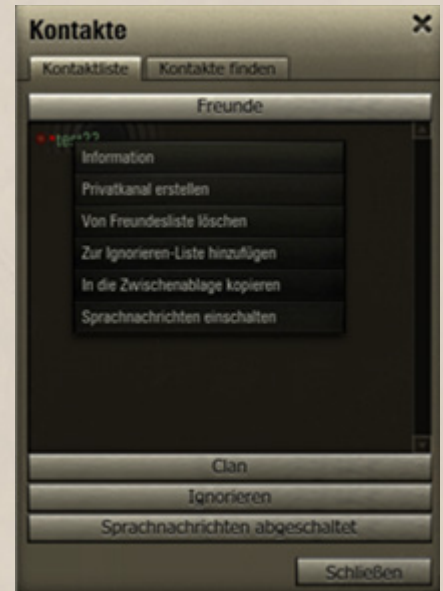 Kontakte
Kontaktliste
Kontakte finden
Freunde
Information
Privatkanal erstellen
Von Freundesliste löschen
Zur Ignorieren-Liste hinzufügen
In die Zwischenablage kopieren
Sprachnachrichten einschalten
Clan
Ignorieren
Sprachnachrichten abgeschaltet
Schließen